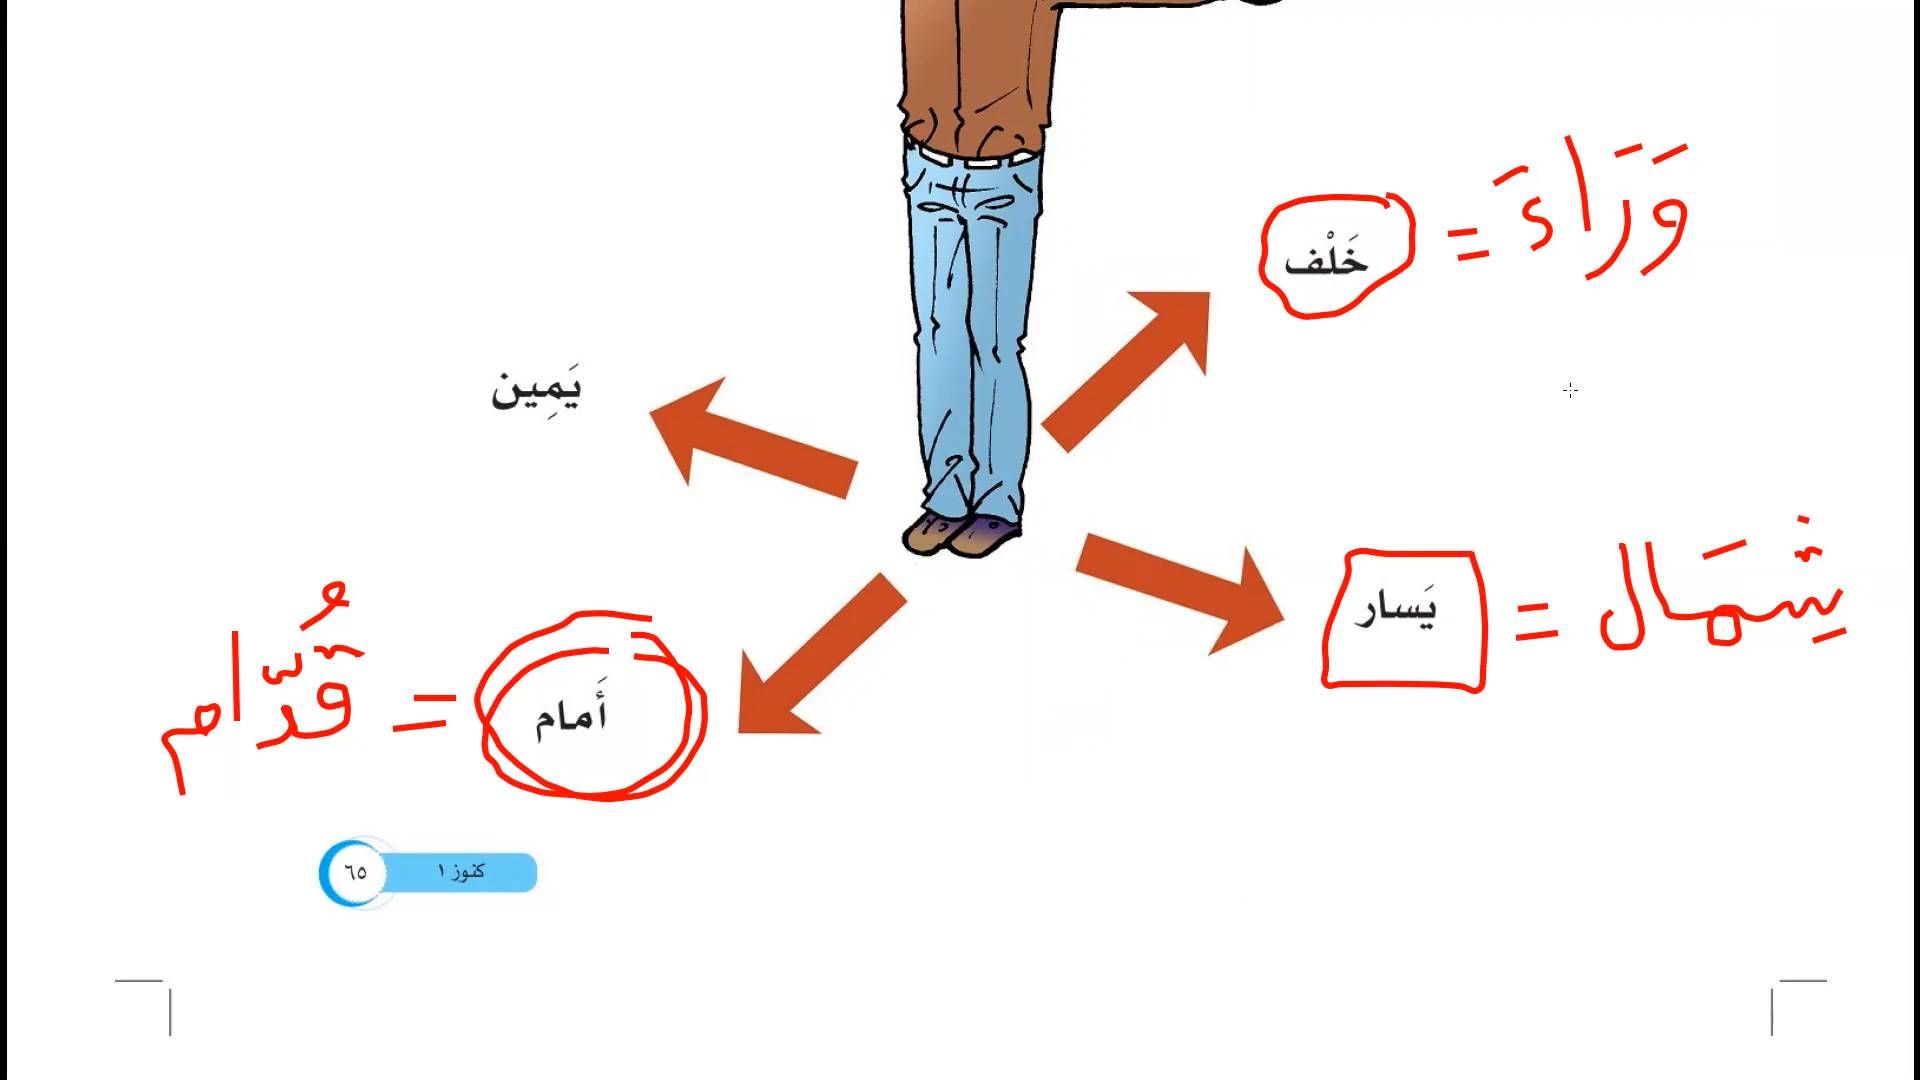 خَلْف = وَرَاءَ
يَمِين
يَسار = شِمَال
أَمام = قُدَّام
كنوز ١
٦٥